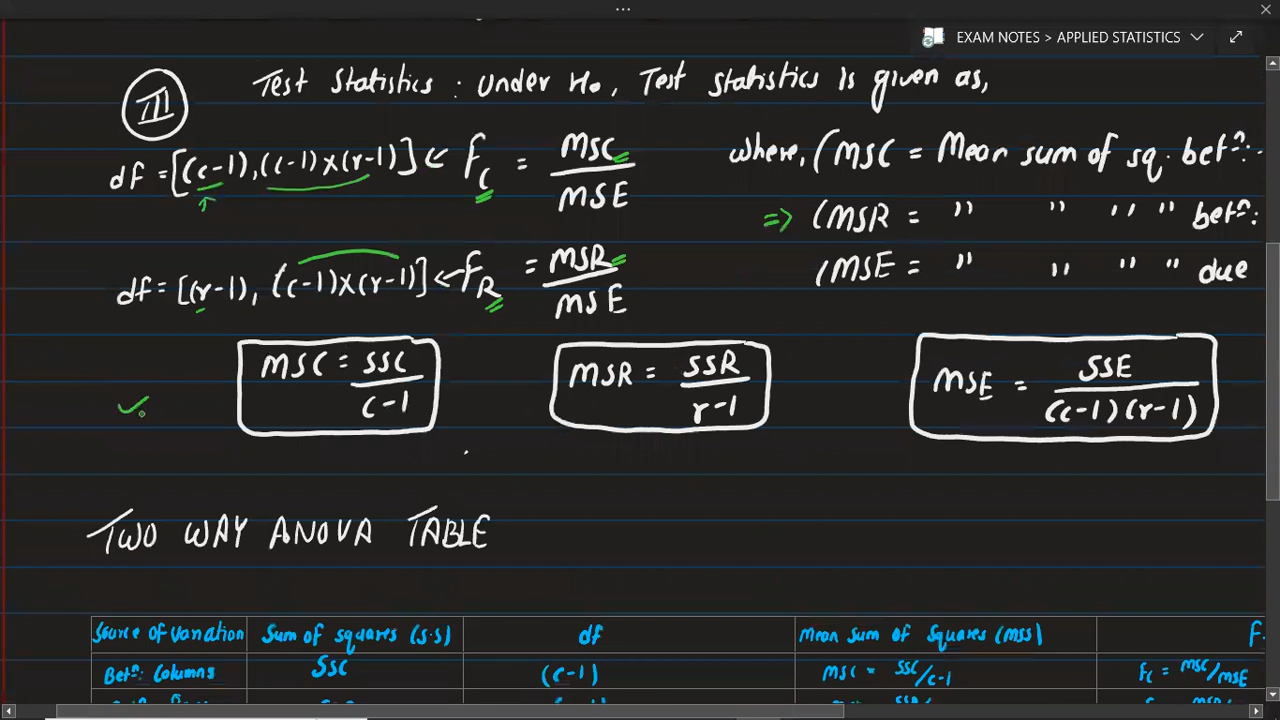 EXAM NOTES > APPLIED STATISTICS
III Test Statistics : Under H₀, Test statistics is given as,
df = [(c-1), (c-1)×(r-1)] ← F_C = MSC/MSE
where, (MSC = Mean sum of sq. betⁿ:
df = [(r-1), (c-1)×(r-1)] ← F_R = MSR/MSE
⇒ (MSR = " " " " betⁿ:
(MSE = " " " " due
MSC = SSC/c-1
MSR = SSR/r-1
MSE = SSE/(c-1)(r-1)
TWO WAY ANOVA TABLE
Source of Variation Sum of squares (S.S) df Mean sum of Squares (MSS) F.
Betⁿ: Columns SSC (c-1) MSC = SSC/c-1 F_C = MSC/MSE